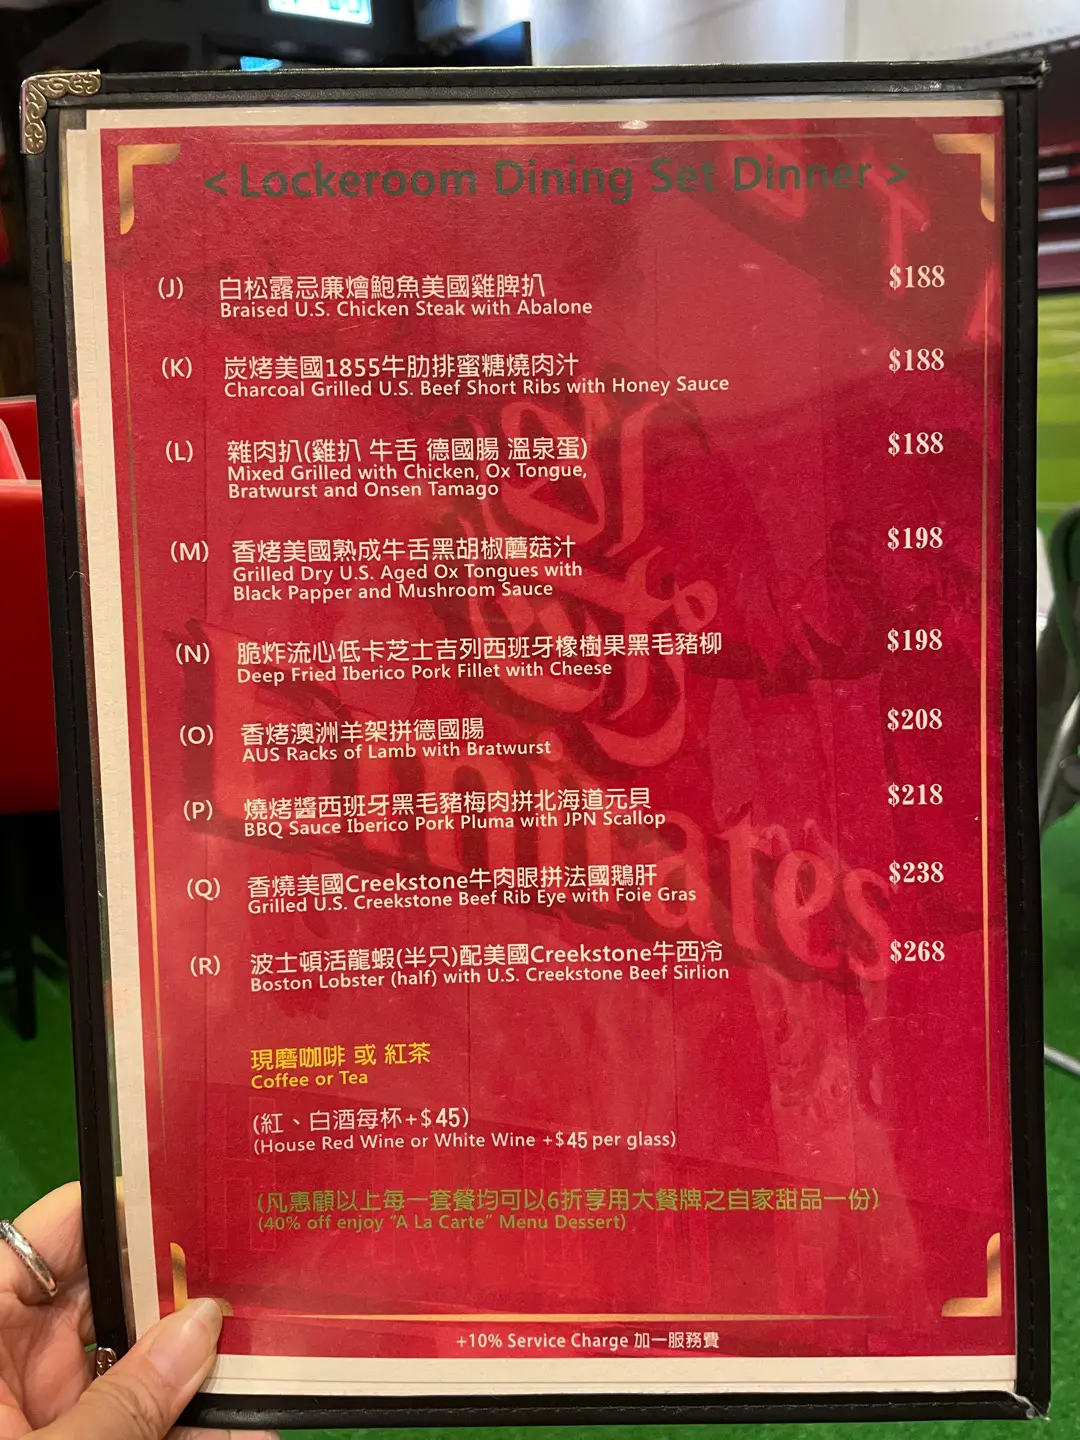 < Lockeroom Dining Set Dinner >
(J) 白松露忌廉燴鮑魚美國雞脾扒 $188
Braised U.S. Chicken Steak with Abalone
(K) 炭烤美國1855牛肋排蜜糖燒肉汁 $188
Charcoal Grilled U.S. Beef Short Ribs with Honey Sauce
(L) 雜肉扒(雞扒 牛舌 德國腸 溫泉蛋) $188
Mixed Grilled with Chicken, Ox Tongue,
Bratwurst and Onsen Tamago
(M) 香烤美國熟成牛舌黑胡椒蘑菇汁 $198
Grilled Dry U.S. Aged Ox Tongues with
Black Papper and Mushroom Sauce
(N) 脆炸流心低卡芝士吉列西班牙橡樹果黑毛豬柳 $198
Deep Fried Iberico Pork Fillet with Cheese
(O) 香烤澳洲羊架拼德國腸 $208
AUS Racks of Lamb with Bratwurst
(P) 燒烤醬西班牙黑毛豬梅肉拼北海道元貝 $218
BBQ Sauce Iberico Pork Pluma with JPN Scallop
(Q) 香燒美國Creekstone牛肉眼拼法國鵝肝 $238
Grilled U.S. Creekstone Beef Rib Eye with Foie Gras
(R) 波士頓活龍蝦(半只)配美國Creekstone牛西冷 $268
Boston Lobster (half) with U.S. Creekstone Beef Sirlion
現磨咖啡 或 紅茶
Coffee or Tea
(紅、白酒每杯+$45)
(House Red Wine or White Wine +$45 per glass)
(凡惠顧以上每一套餐均可以6折享用大餐牌之自家甜品一份)
(40% off enjoy "A La Carte" Menu Dessert)
+10% Service Charge 加一服務費
Fly
Emirates